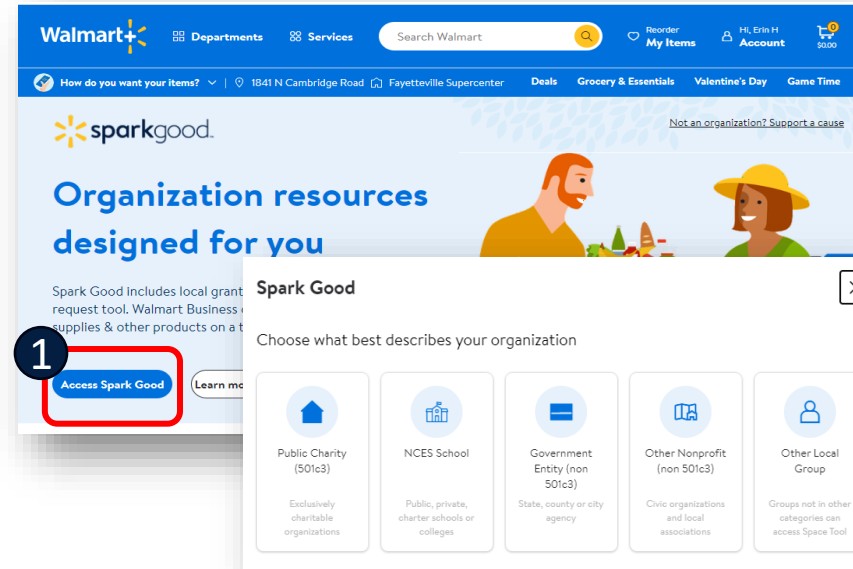 Walmart+
Departments
Services
Search Walmart
Reorder
My Items
Hi, Erin H
Account
0
$0.00
How do you want your items?
1841 N Cambridge Road
Fayetteville Supercenter
Deals
Grocery & Essentials
Valentine's Day
Game Time
sparkgood.
Not an organization? Support a cause
Organization resources
designed for you
Spark Good includes local grant
request tool. Walmart Business
supplies & other products on a
1
Access Spark Good
Learn
Spark Good
Choose what best describes your organization
Public Charity
(501c3)
Exclusively
charitable
organizations
NCES School
Public, private,
charter schools or
colleges
Government
Entity (non
501c3)
State, county or city
agency
Other Nonprofit
(non 501c3)
Civic organizations
and local
associations
Other Local
Group
Groups not in other
categories can
access Space Tool